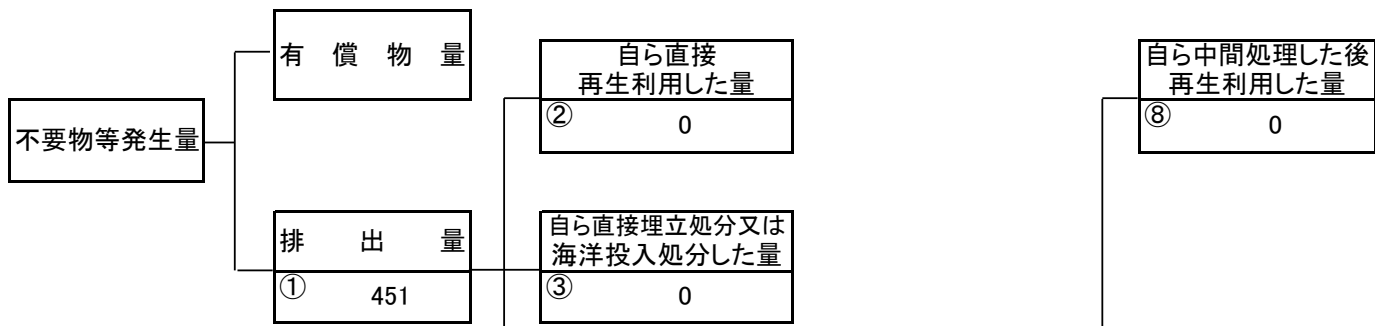 有償物量
自ら直接
再生利用した量
② 0
自ら中間処理した後
再生利用した量
⑧ 0
不要物等発生量
排出量
① 451
自ら直接埋立処分又は
海洋投入処分した量
③ 0